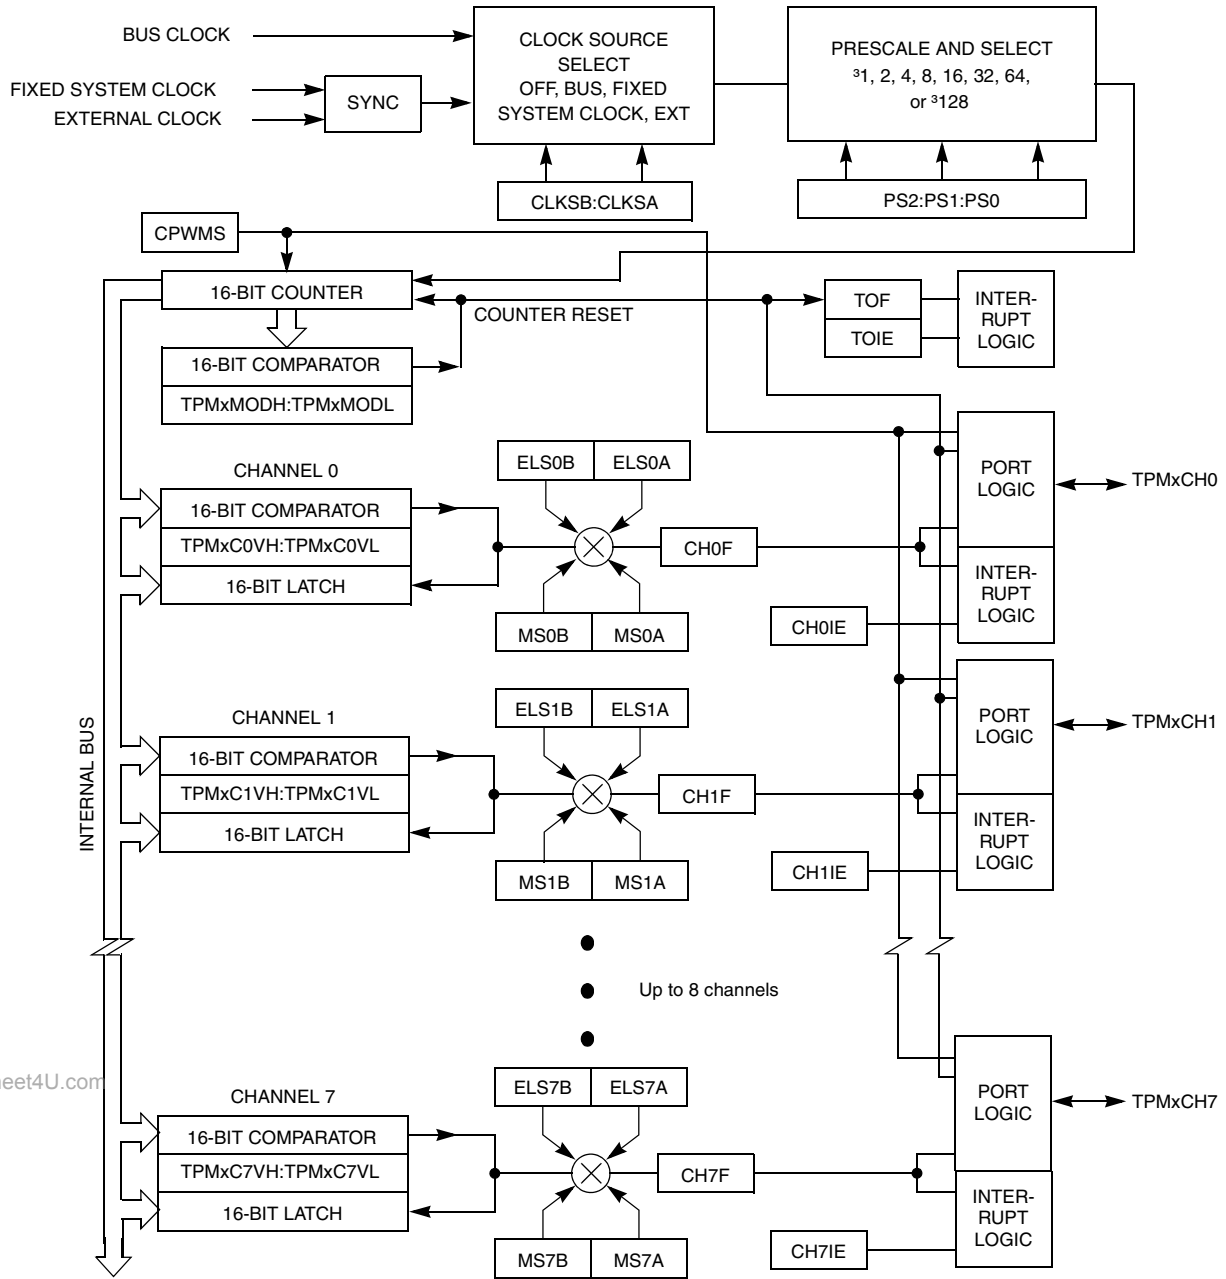 BUS CLOCK
FIXED SYSTEM CLOCK
EXTERNAL CLOCK
SYNC
CLOCK SOURCE
SELECT
OFF, BUS, FIXED
SYSTEM CLOCK, EXT
PRESCALE AND SELECT
³1, 2, 4, 8, 16, 32, 64,
or ³128
CLKSB:CLKSA
PS2:PS1:PS0
CPWMS
16-BIT COUNTER
COUNTER RESET
TOF
TOIE
INTER-
RUPT
LOGIC
16-BIT COMPARATOR
TPMxMODH:TPMxMODL
CHANNEL 0
16-BIT COMPARATOR
TPMxC0VH:TPMxC0VL
16-BIT LATCH
ELS0B
ELS0A
MS0B
MS0A
CH0F
CH0IE
PORT
LOGIC
INTER-
RUPT
LOGIC
TPMxCH0
INTERNAL BUS
CHANNEL 1
16-BIT COMPARATOR
TPMxC1VH:TPMxC1VL
16-BIT LATCH
ELS1B
ELS1A
MS1B
MS1A
CH1F
CH1IE
PORT
LOGIC
INTER-
RUPT
LOGIC
TPMxCH1
Up to 8 channels
eet4U.com
CHANNEL 7
16-BIT COMPARATOR
TPMxC7VH:TPMxC7VL
16-BIT LATCH
ELS7B
ELS7A
MS7B
MS7A
CH7F
CH7IE
PORT
LOGIC
INTER-
RUPT
LOGIC
TPMxCH7